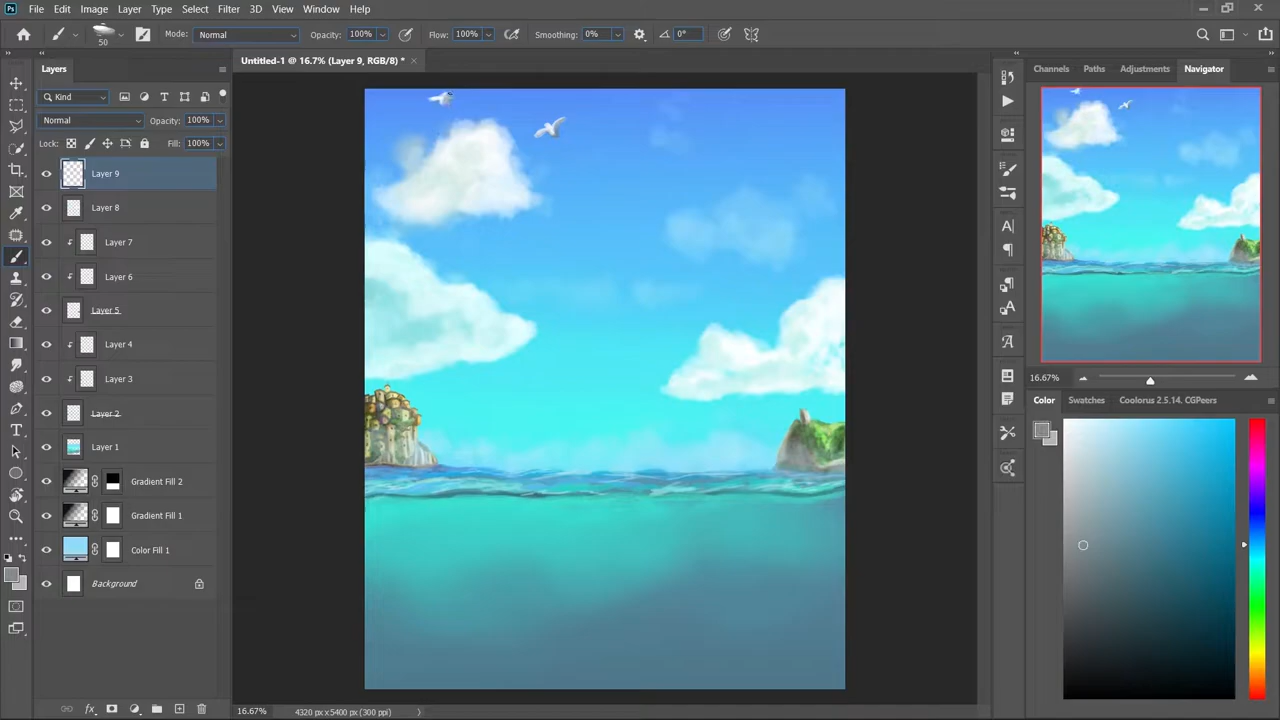 Ps File Edit Image Layer Type Select Filter 3D View Window Help
50 Mode: Normal Opacity: 100% Flow: 100% Smoothing: 0% 0°
Layers
Untitled-1 @ 16.7% (Layer 9, RGB/8) *
Channels Paths Adjustments Navigator
Kind
Normal Opacity: 100%
Lock: Fill: 100%
Layer 9
Layer 8
Layer 7
Layer 6
Layer 5
Layer 4
Layer 3
Layer 2
Layer 1
Gradient Fill 2
Gradient Fill 1
Color Fill 1
Background
16.67%
Color Swatches Coolorus 2.5.14. CGPeers
16.67% 4320 px x 5400 px (300 ppi)